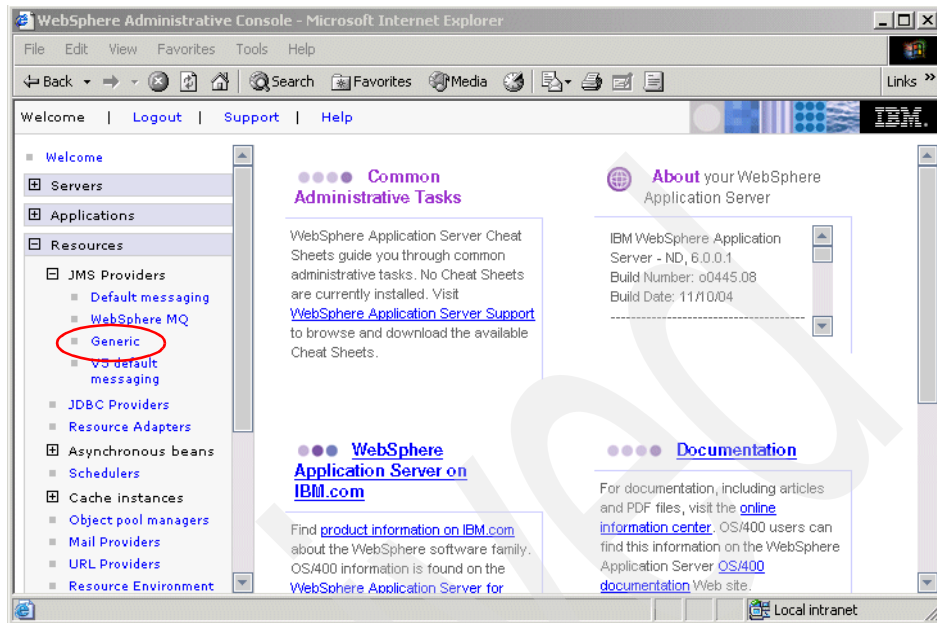 WebSphere Administrative Console - Microsoft Internet Explorer
File Edit View Favorites Tools Help
Back Search Favorites Media Links »
Welcome | Logout | Support | Help IBM.
Welcome
Servers
Applications
Resources
JMS Providers
Default messaging
WebSphere MQ
Generic
V5 default
messaging
JDBC Providers
Resource Adapters
Asynchronous beans
Schedulers
Cache instances
Object pool managers
Mail Providers
URL Providers
Resource Environment
Common
Administrative Tasks
WebSphere Application Server Cheat
Sheets guide you through common
administrative tasks. No Cheat Sheets
are currently installed. Visit
WebSphere Application Server Support
to browse and download the available
Cheat Sheets.
About your WebSphere
Application Server
IBM WebSphere Application
Server - ND, 6.0.0.1
Build Number: o0445.08
Build Date: 11/10/04
--------------------------------------------------
WebSphere
Application Server on
IBM.com
Find product information on IBM.com
about the WebSphere software family.
OS/400 information is found on the
WebSphere Application Server for
Documentation
For documentation, including articles
and PDF files, visit the online
information center. OS/400 users can
find this information on the WebSphere
Application Server OS/400
documentation Web site.
Local intranet